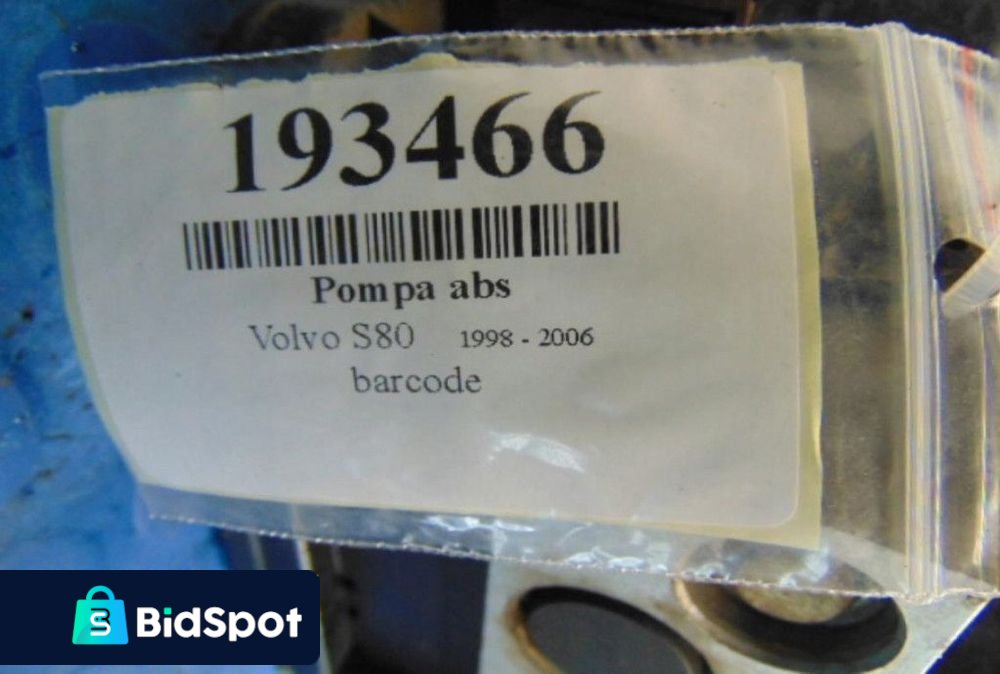 193466
Pompa abs
Volvo S80 1998 - 2006
barcode
BidSpot